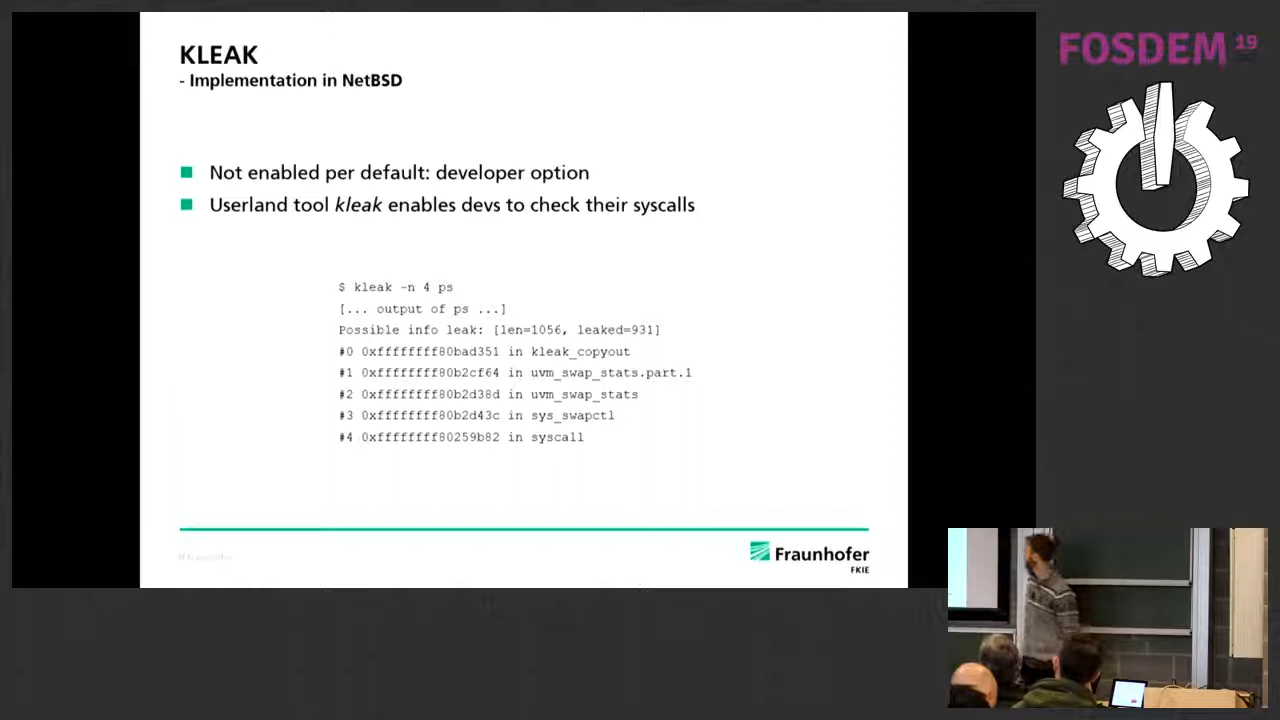 KLEAK
- Implementation in NetBSD
Not enabled per default: developer option
Userland tool kleak enables devs to check their syscalls
$ kleak -n 4 ps
[... output of ps ...]
Possible info leak: [len=1056, leaked=931]
#0 0xffffffff80bad351 in kleak_copyout
#1 0xffffffff80b2cf64 in uvm_swap_stats.part.1
#2 0xffffffff80b2d38d in uvm_swap_stats
#3 0xffffffff80b2d43c in sys_swapctl
#4 0xffffffff80259b82 in syscall
Fraunhofer
FKIE
FOSDEM 19